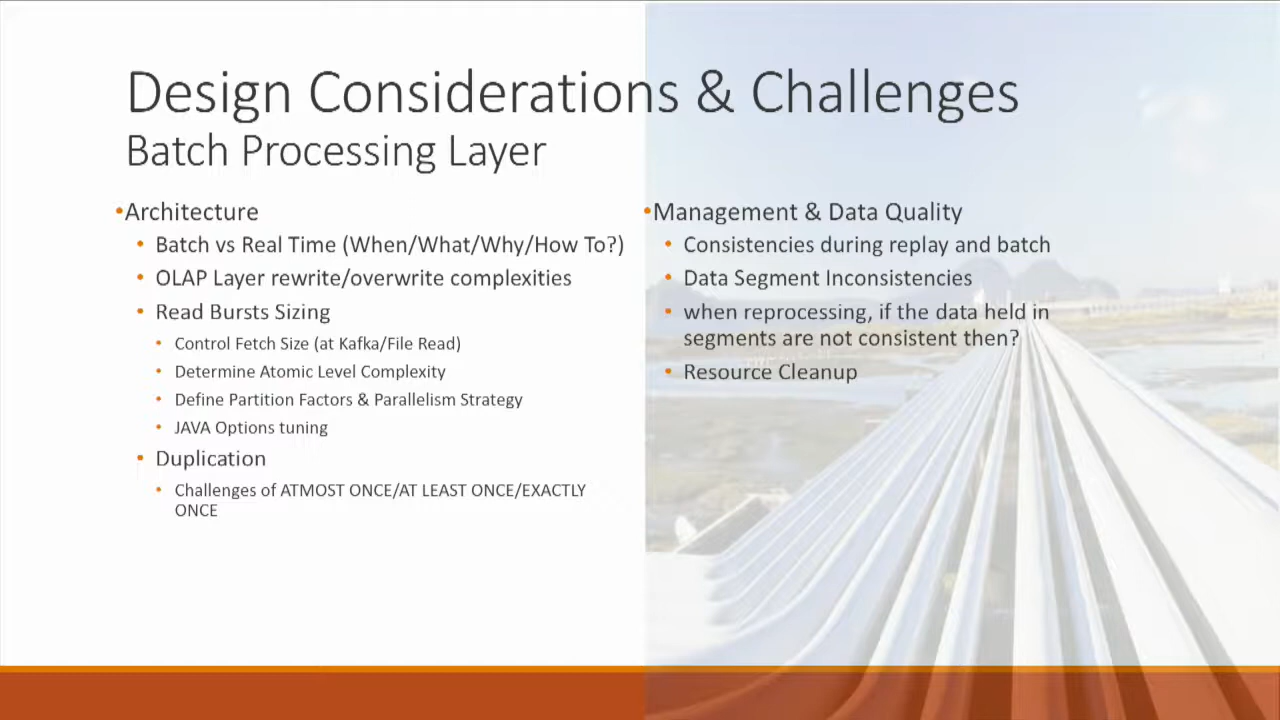 Design Considerations & Challenges
Batch Processing Layer
•Architecture
• Batch vs Real Time (When/What/Why/How To?)
• OLAP Layer rewrite/overwrite complexities
• Read Bursts Sizing
• Control Fetch Size (at Kafka/File Read)
• Determine Atomic Level Complexity
• Define Partition Factors & Parallelism Strategy
• JAVA Options tuning
• Duplication
• Challenges of ATMOST ONCE/AT LEAST ONCE/EXACTLY
ONCE
•Management & Data Quality
• Consistencies during replay and batch
• Data Segment Inconsistencies
• when reprocessing, if the data held in
segments are not consistent then?
• Resource Cleanup